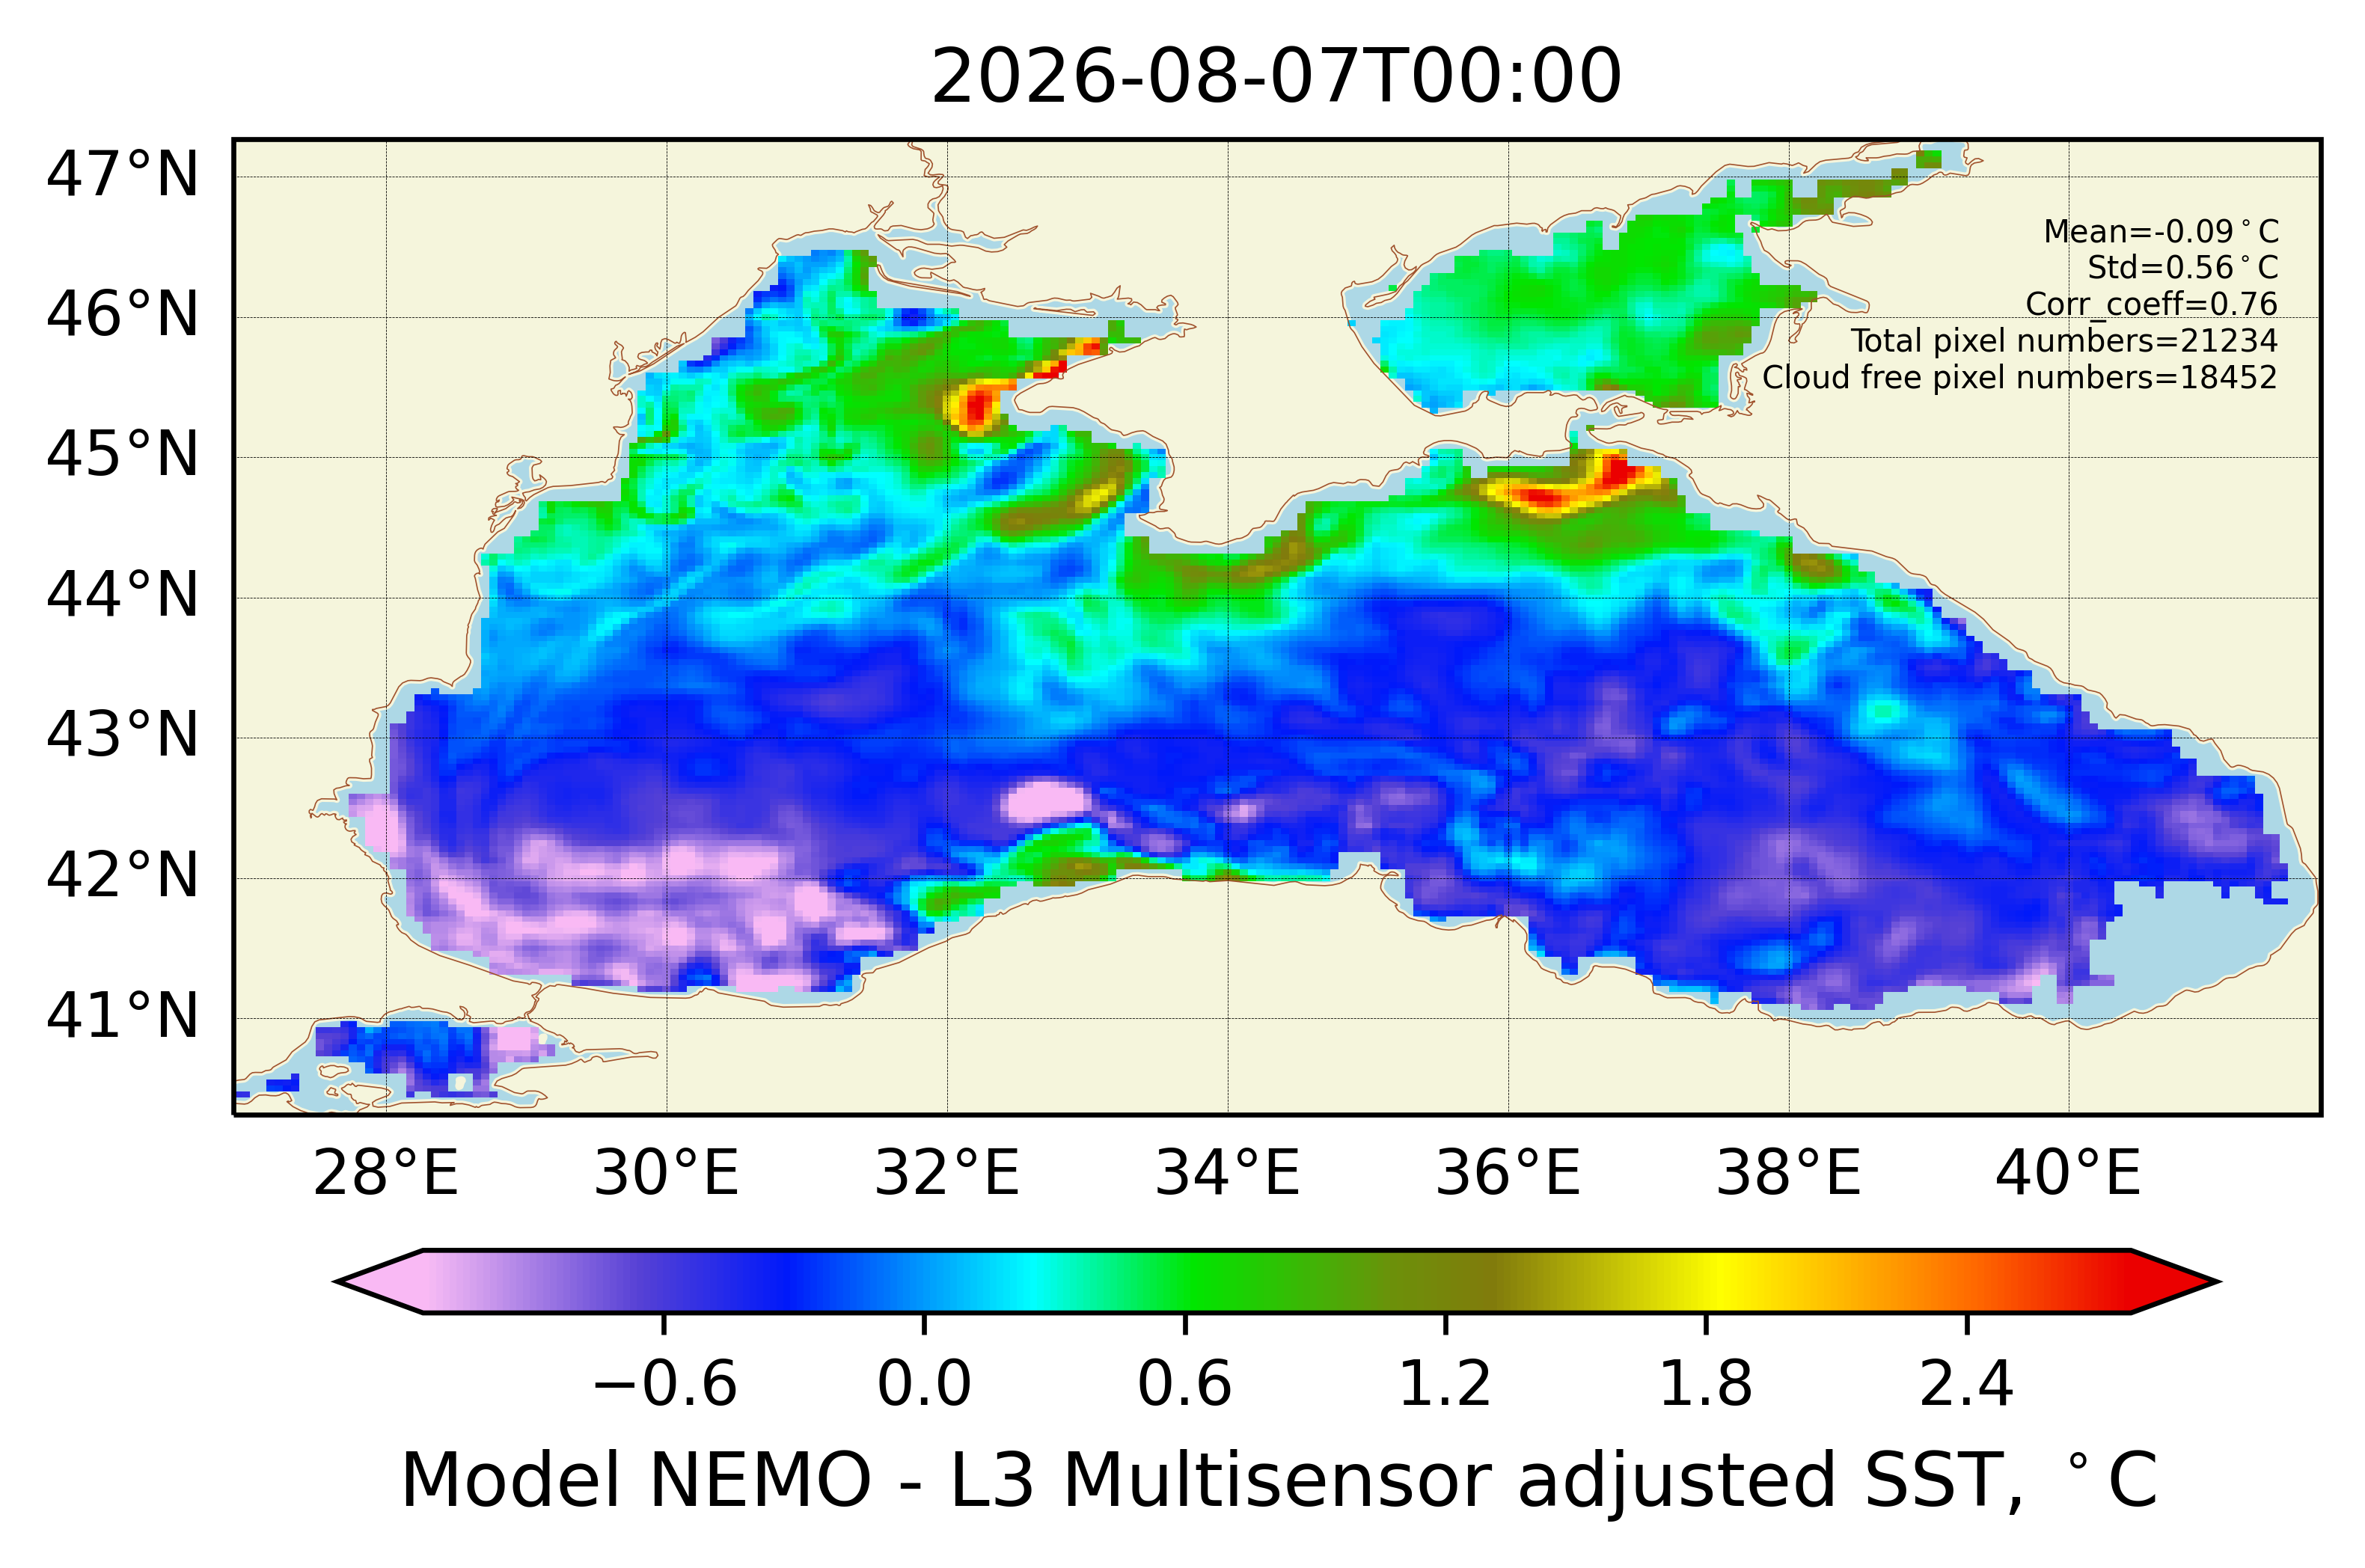 2026-08-07T00:00
47°N
46°N
45°N
44°N
43°N
42°N
41°N
Mean=-0.09°C
Std=0.56°C
Corr_coeff=0.76
Total pixel numbers=21234
Cloud free pixel numbers=18452
28°E 30°E 32°E 34°E 36°E 38°E 40°E
−0.6 0.0 0.6 1.2 1.8 2.4
Model NEMO - L3 Multisensor adjusted SST, °C